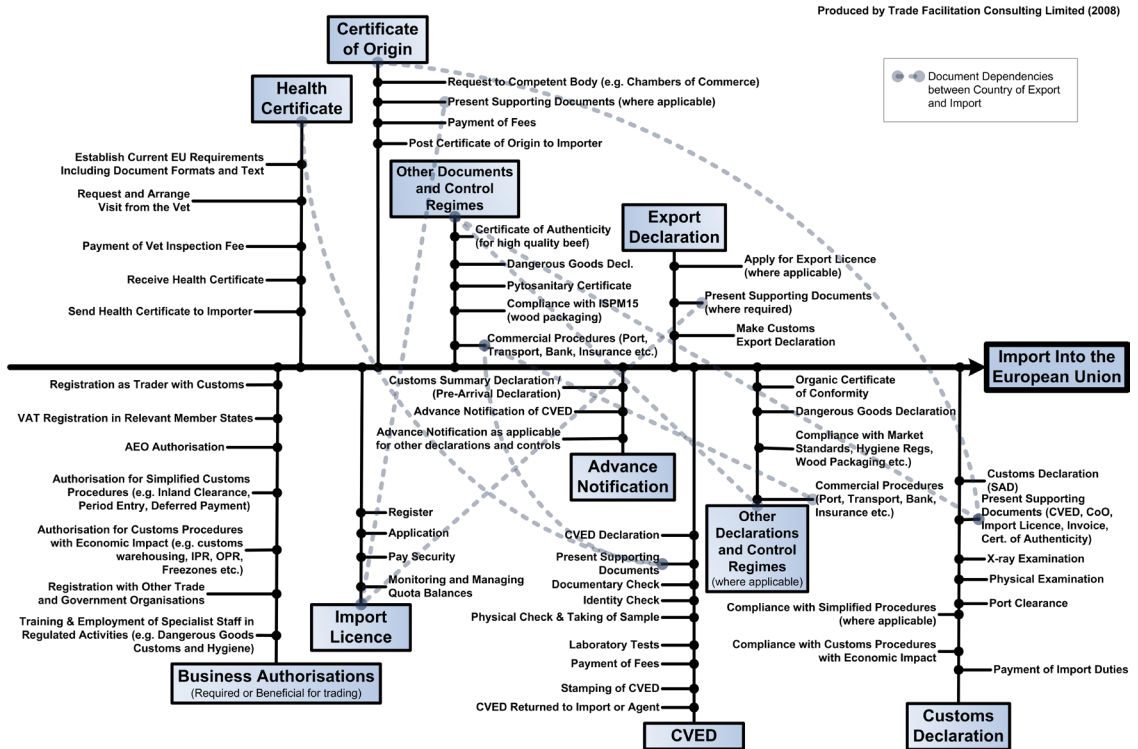 Produced by Trade Facilitation Consulting Limited (2008)
Certificate
of Origin
Document Dependencies
between Country of Export
and Import
Health
Certificate
Request to Competent Body (e.g. Chambers of Commerce)
Present Supporting Documents (where applicable)
Payment of Fees
Post Certificate of Origin to Importer
Establish Current EU Requirements
Including Document Formats and Text
Request and Arrange
Visit from the Vet
Payment of Vet Inspection Fee
Receive Health Certificate
Send Health Certificate to Importer
Other Documents
and Control
Regimes
Certificate of Authenticity
(for high quality beef)
Dangerous Goods Decl.
Pytosanitary Certificate
Compliance with ISPM15
(wood packaging)
Commercial Procedures (Port,
Transport, Bank, Insurance etc.)
Export
Declaration
Apply for Export Licence
(where applicable)
Present Supporting Documents
(where required)
Make Customs
Export Declaration
Import Into the
European Union
Registration as Trader with Customs
VAT Registration in Relevant Member States
AEO Authorisation
Authorisation for Simplified Customs
Procedures (e.g. Inland Clearance,
Period Entry, Deferred Payment)
Authorisation for Customs Procedures
with Economic Impact (e.g. customs
warehousing, IPR, OPR,
Freezones etc.)
Registration with Other Trade
and Government Organisations
Training & Employment of Specialist Staff in
Regulated Activities (e.g. Dangerous Goods
Customs and Hygiene)
Business Authorisations
(Required or Beneficial for trading)
Register
Application
Pay Security
Monitoring and Managing
Quota Balances
Import
Licence
Customs Summary Declaration /
(Pre-Arrival Declaration)
Advance Notification of CVED
Advance Notification as applicable
for other declarations and controls
Advance
Notification
CVED Declaration
Present Supporting
Documents
Documentary Check
Identity Check
Physical Check & Taking of Sample
Laboratory Tests
Payment of Fees
Stamping of CVED
CVED Returned to Import or Agent
CVED
Organic Certificate
of Conformity
Dangerous Goods Declaration
Compliance with Market
Standards, Hygiene Regs,
Wood Packaging etc.)
Commercial Procedures
(Port, Transport, Bank,
Insurance etc.)
Other
Declarations
and Control
Regimes
(where applicable)
Customs Declaration
(SAD)
Present Supporting
Documents (CVED, CoO,
Import Licence, Invoice,
Cert. of Authenticity)
X-ray Examination
Physical Examination
Port Clearance
Compliance with Simplified Procedures
(where applicable)
Compliance with Customs Procedures
with Economic Impact
Payment of Import Duties
Customs
Declaration